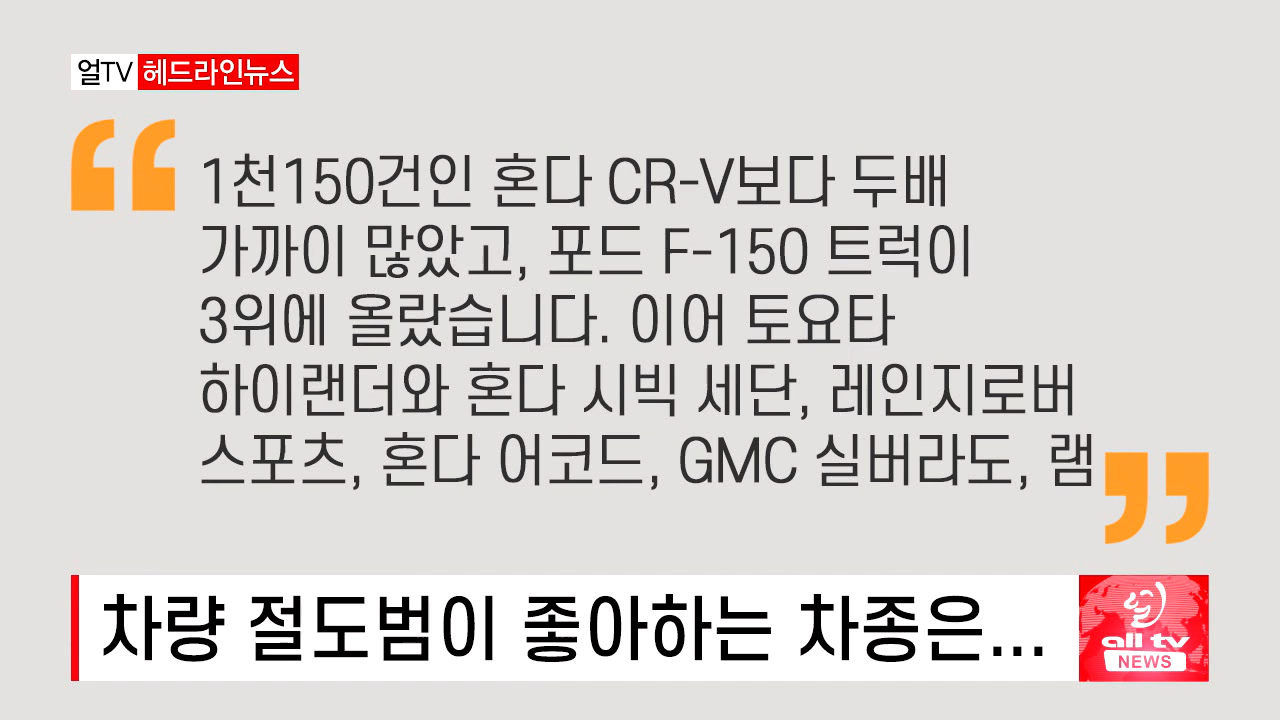 얼TV 헤드라인뉴스
1천150건인 혼다 CR-V보다 두배
가까이 많았고, 포드 F-150 트럭이
3위에 올랐습니다. 이어 토요타
하이랜더와 혼다 시빅 세단, 레인지로버
스포츠, 혼다 어코드, GMC 실버라도, 램
차량 절도범이 좋아하는 차종은...
얼
all tv
NEWS